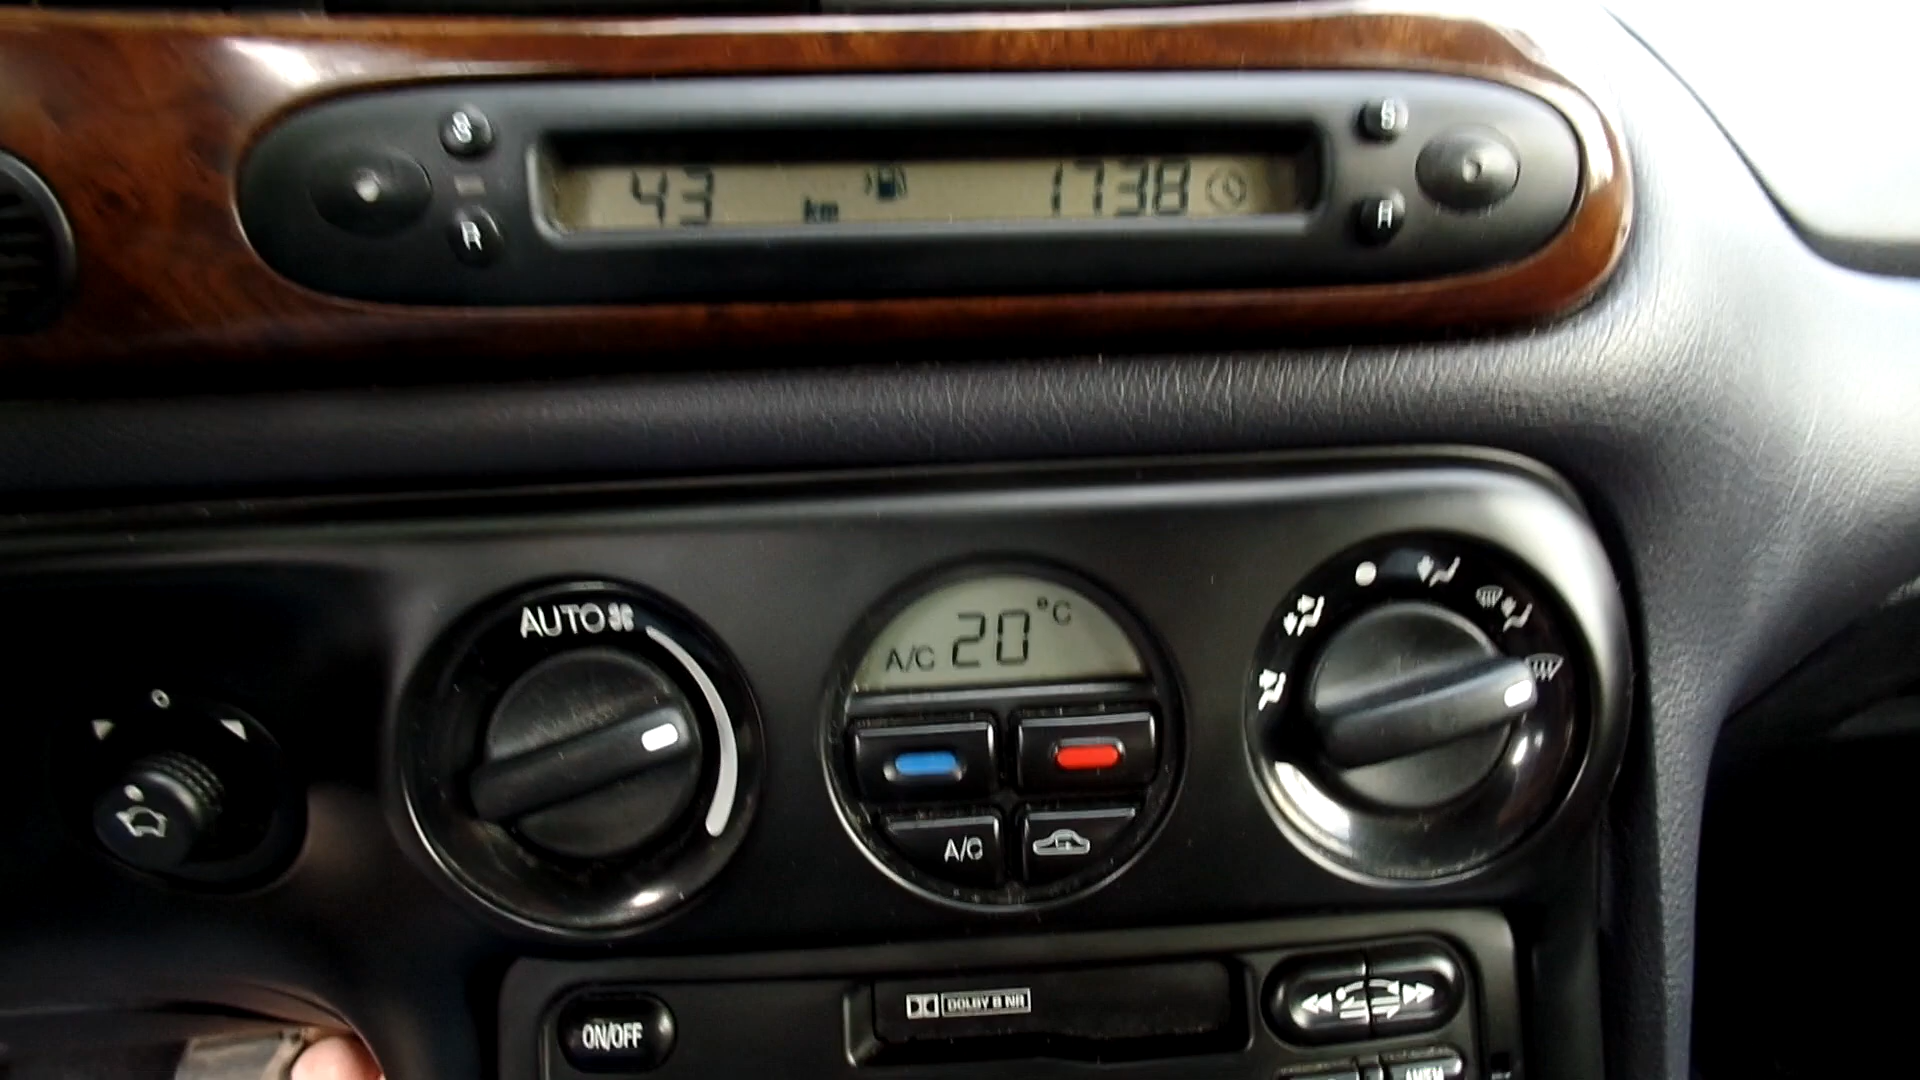 S S
43 km 1738
R R
AUTO
A/C 20 °C
A/C
DOLBY B NR
ON/OFF